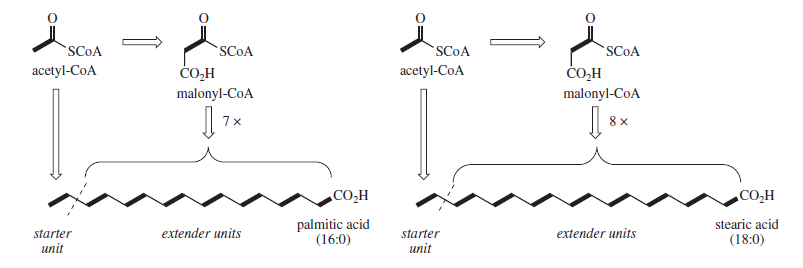 O
SCoA
acetyl-CoA
O
SCoA
CO₂H
malonyl-CoA
7 ×
CO₂H
starter
unit
extender units
palmitic acid
(16:0)
O
SCoA
acetyl-CoA
O
SCoA
CO₂H
malonyl-CoA
8 ×
CO₂H
starter
unit
extender units
stearic acid
(18:0)